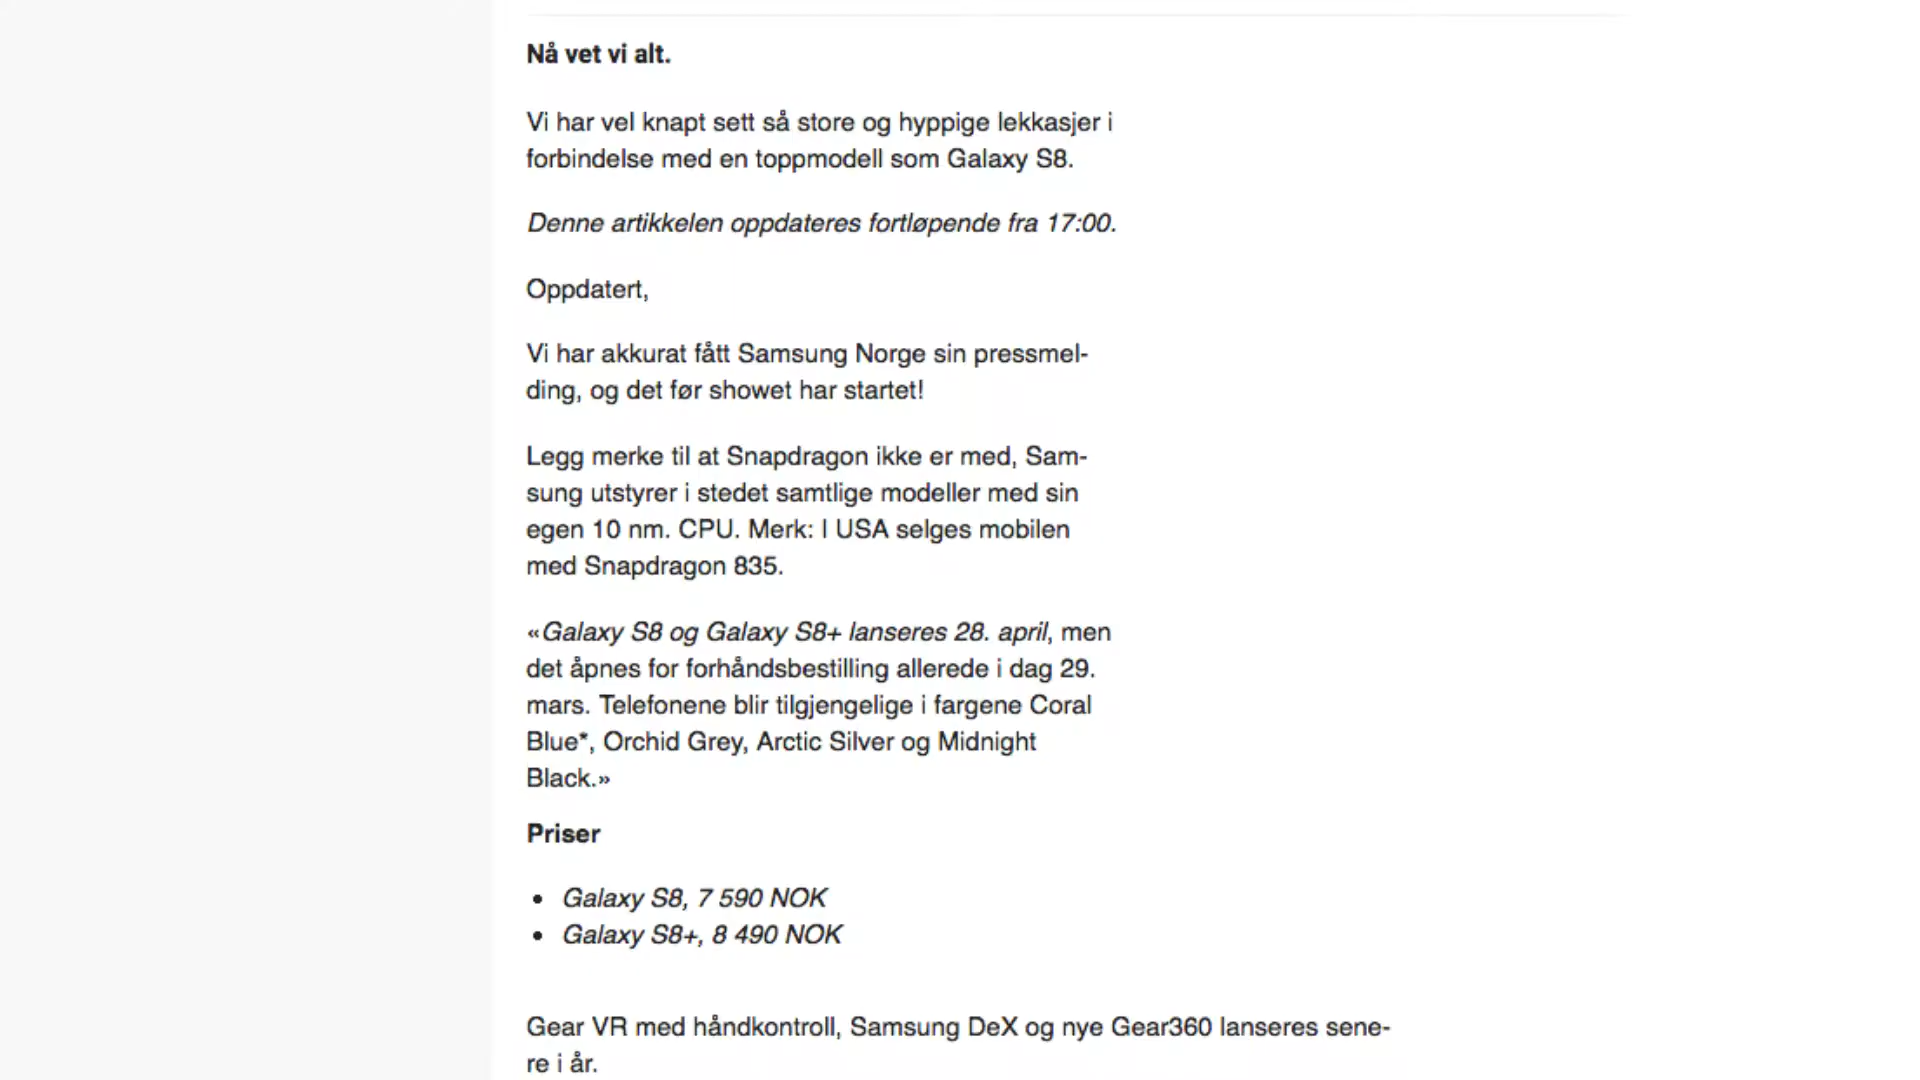 Nå vet vi alt.
Vi har vel knapt sett så store og hyppige lekkasjer i
forbindelse med en toppmodell som Galaxy S8.
Denne artikkelen oppdateres fortløpende fra 17:00.
Oppdatert,
Vi har akkurat fått Samsung Norge sin pressmel-
ding, og det før showet har startet!
Legg merke til at Snapdragon ikke er med, Sam-
sung utstyrer i stedet samtlige modeller med sin
egen 10 nm. CPU. Merk: I USA selges mobilen
med Snapdragon 835.
«Galaxy S8 og Galaxy S8+ lanseres 28. april, men
det åpnes for forhåndsbestilling allerede i dag 29.
mars. Telefonene blir tilgjengelige i fargene Coral
Blue*, Orchid Grey, Arctic Silver og Midnight
Black.»
Priser
• Galaxy S8, 7 590 NOK
• Galaxy S8+, 8 490 NOK
Gear VR med håndkontroll, Samsung DeX og nye Gear360 lanseres sene-
re i år.